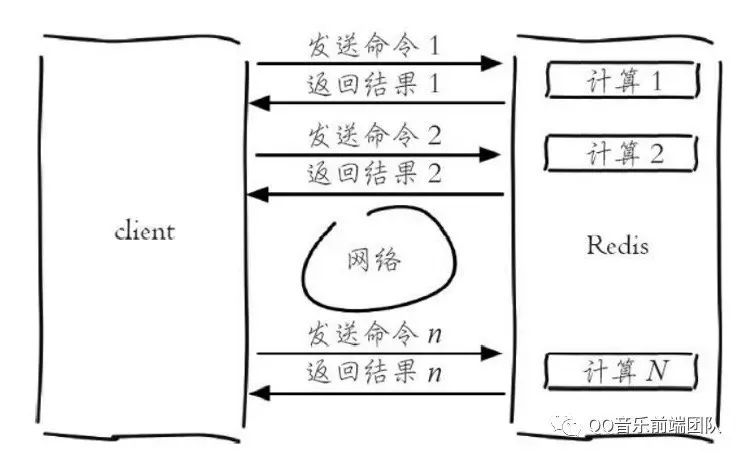 发送命令 1
返回结果 1
计算 1
发送命令 2
返回结果 2
计算 2
client
网络
Redis
发送命令 n
返回结果 n
计算 N
QQ音乐前端团队